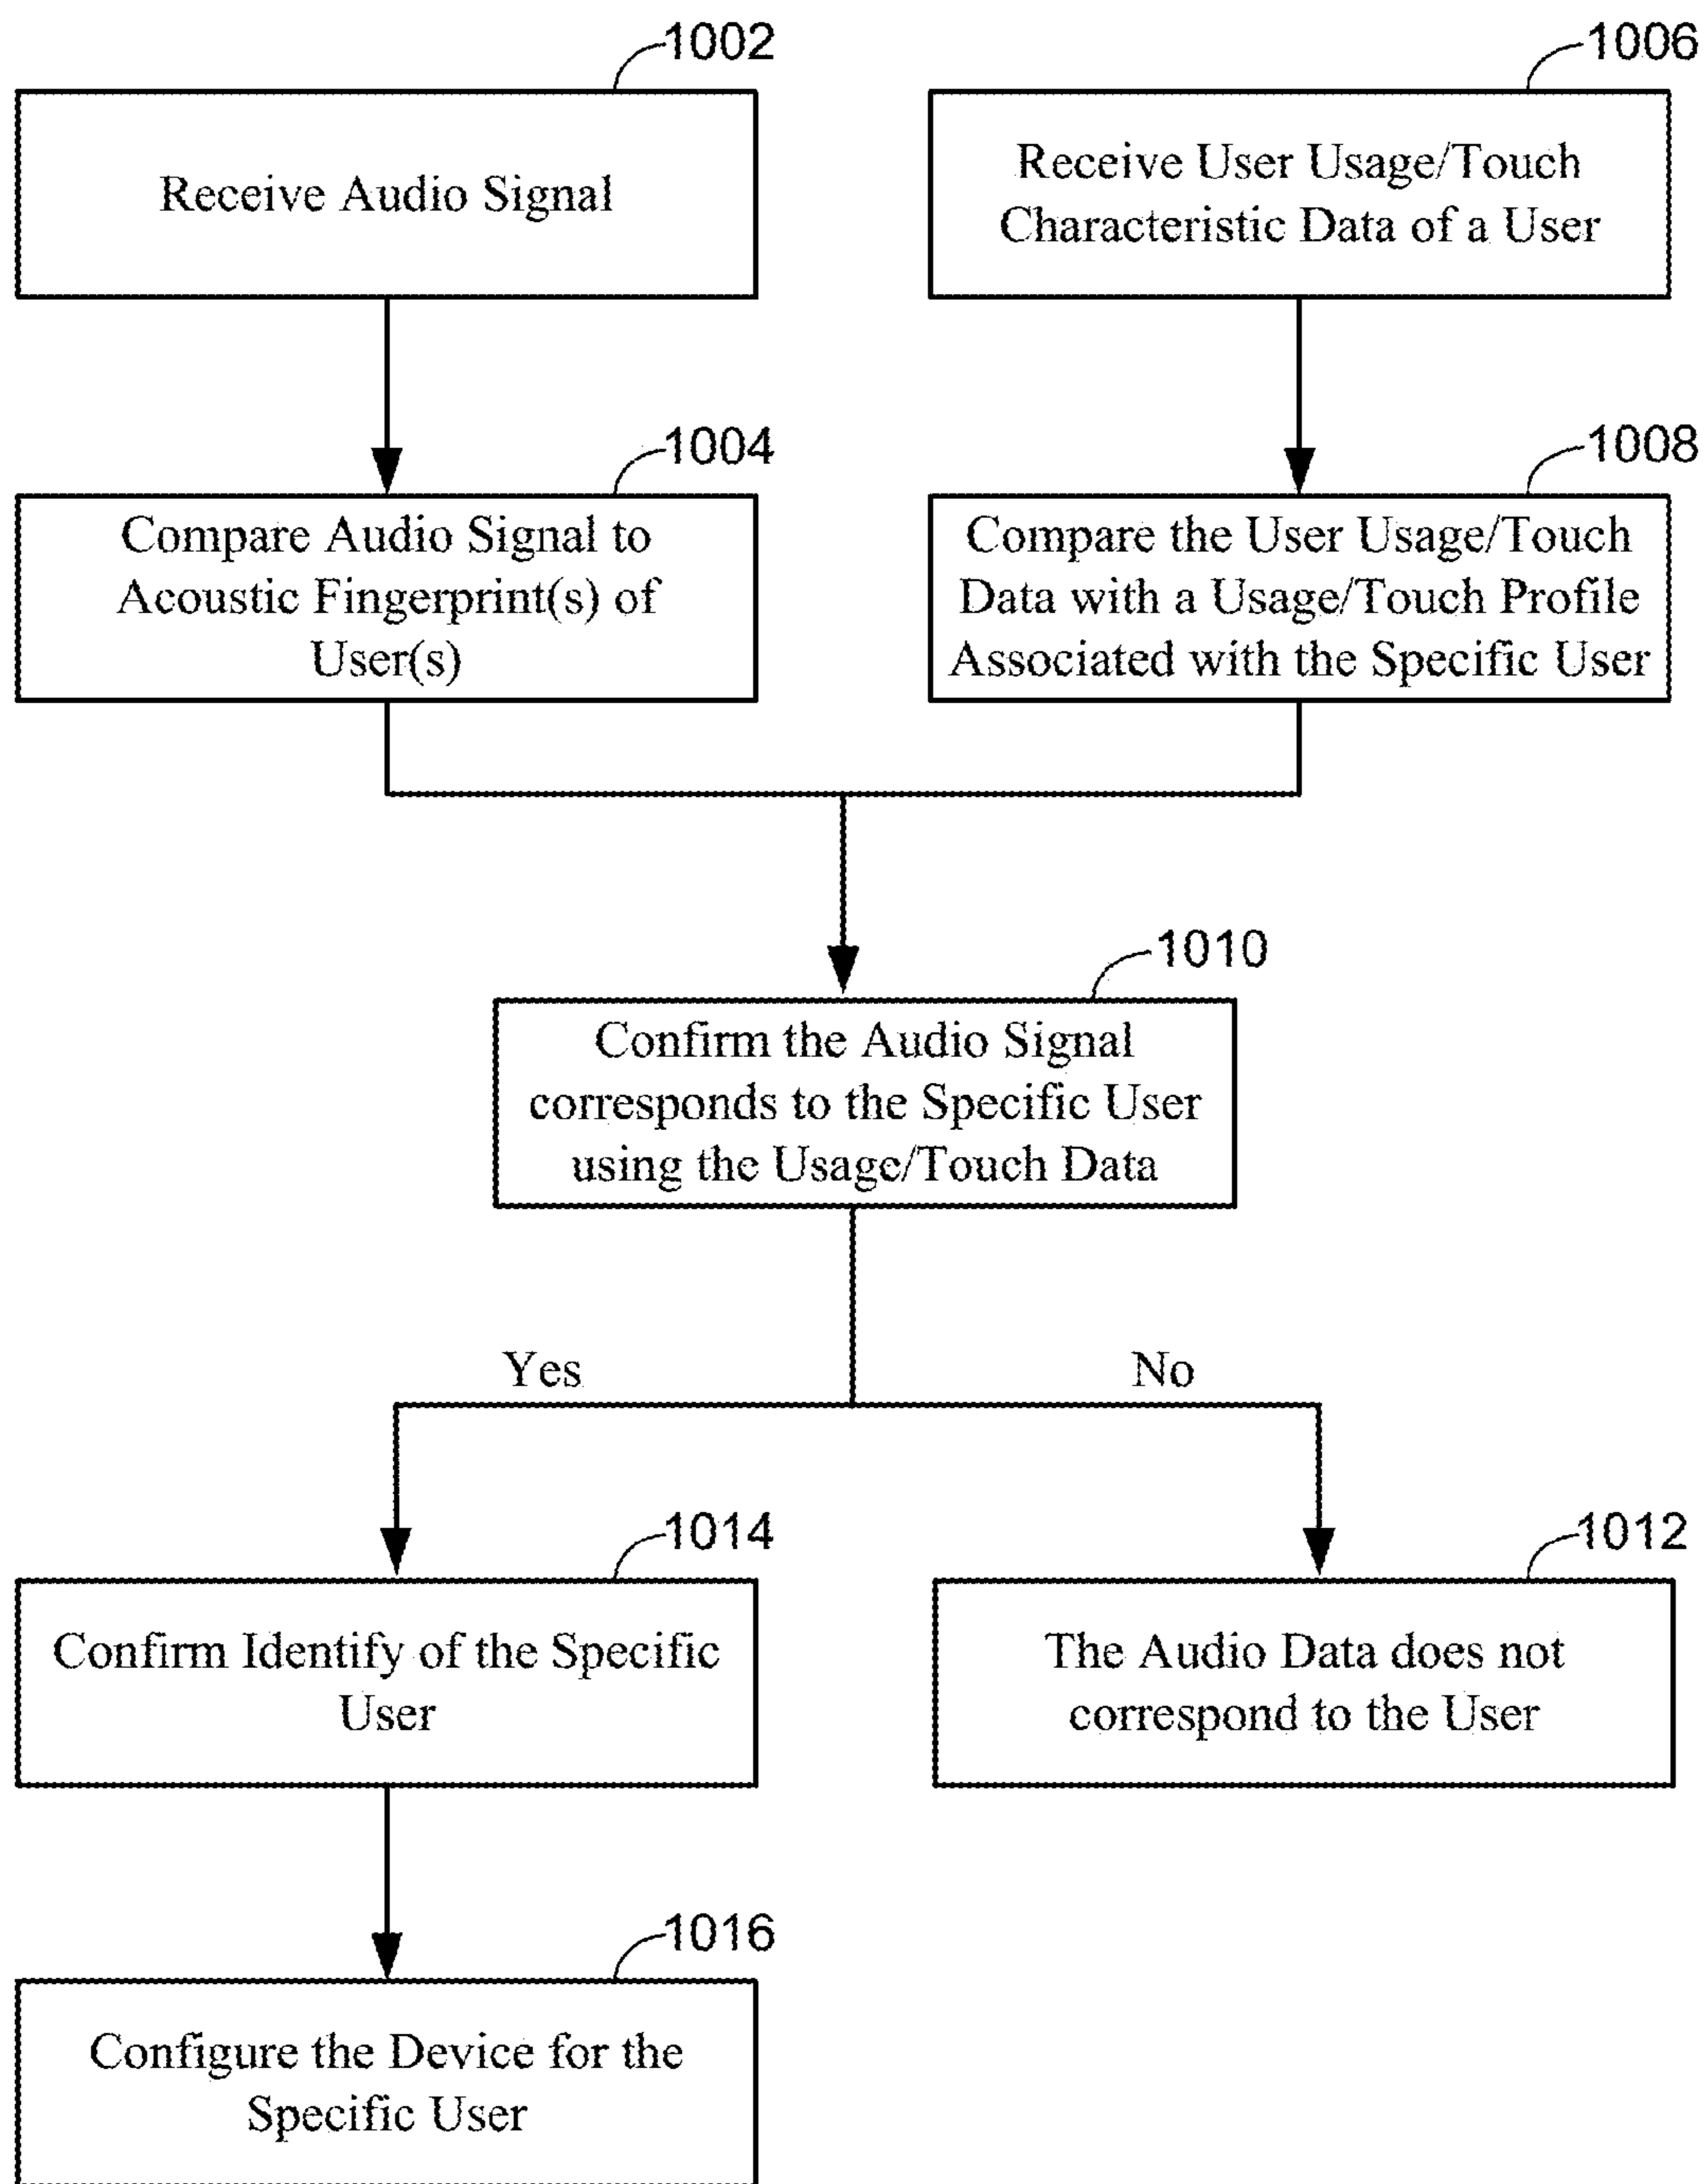 1002
Receive Audio Signal
1006
Receive User Usage/Touch
Characteristic Data of a User
1004
Compare Audio Signal to
Acoustic Fingerprint(s) of
User(s)
1008
Compare the User Usage/Touch
Data with a Usage/Touch Profile
Associated with the Specific User
1010
Confirm the Audio Signal
corresponds to the Specific User
using the Usage/Touch Data
Yes
No
1014
Confirm Identify of the Specific
User
1012
The Audio Data does not
correspond to the User
1016
Configure the Device for the
Specific User